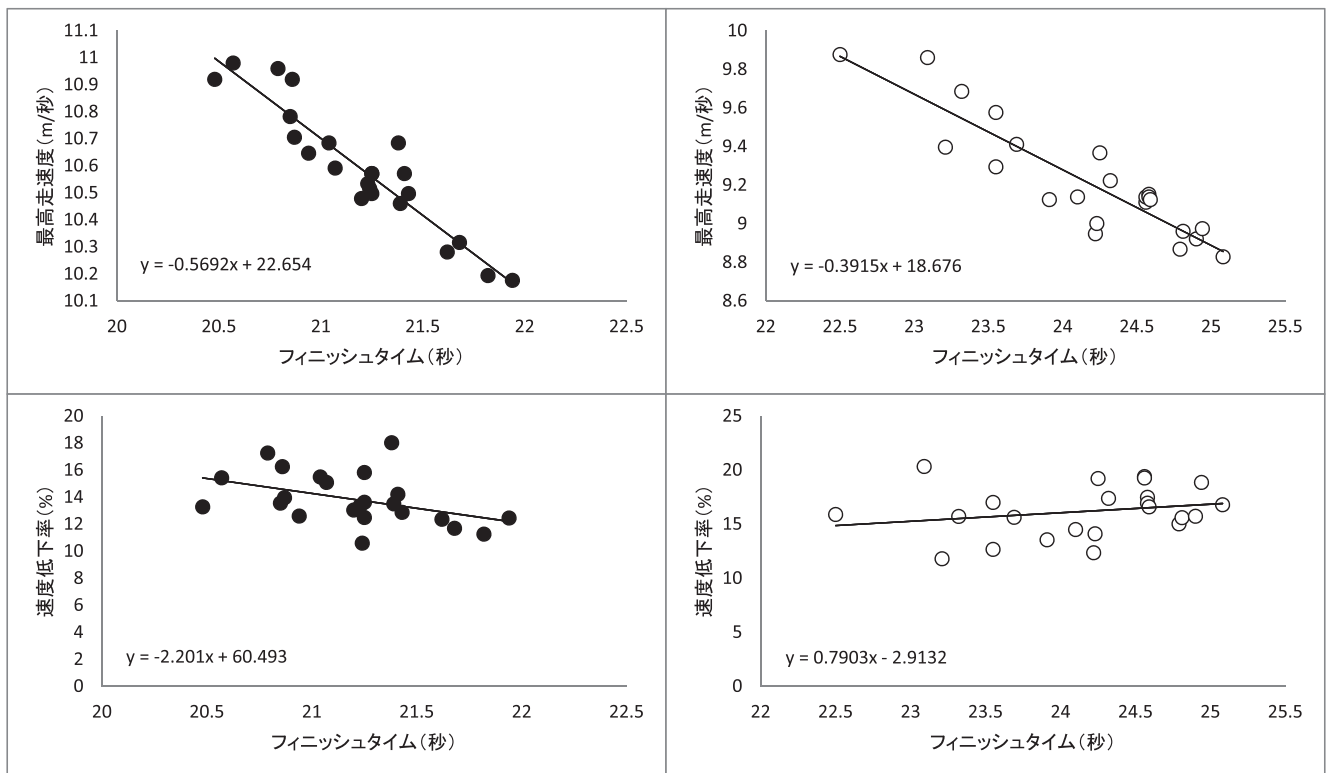 11.1
11
10.9
10.8
10.7
10.6
10.5
10.4
10.3
10.2
10.1
最高走速度(m/秒)
y = -0.5692x + 22.654
20 20.5 21 21.5 22 22.5
フィニッシュタイム(秒)
10
9.8
9.6
9.4
9.2
9
8.8
8.6
最高走速度(m/秒)
y = -0.3915x + 18.676
22 22.5 23 23.5 24 24.5 25 25.5
フィニッシュタイム(秒)
20
18
16
14
12
10
8
6
4
2
0
速度低下率(%)
y = -2.201x + 60.493
20 20.5 21 21.5 22 22.5
フィニッシュタイム(秒)
25
20
15
10
5
0
速度低下率(%)
y = 0.7903x - 2.9132
22 22.5 23 23.5 24 24.5 25 25.5
フィニッシュタイム(秒)